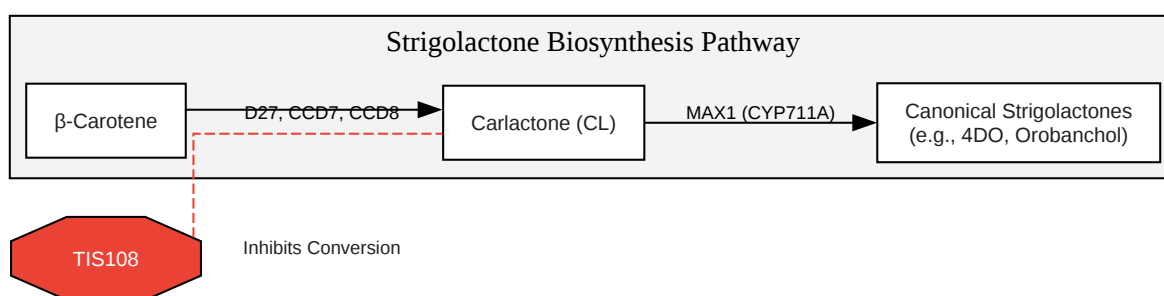 Strigolactone Biosynthesis Pathway
β-Carotene
D27, CCD7, CCD8
Carlactone (CL)
MAX1 (CYP711A)
Canonical Strigolactones
(e.g., 4DO, Orobanchol)
TIS108
Inhibits Conversion